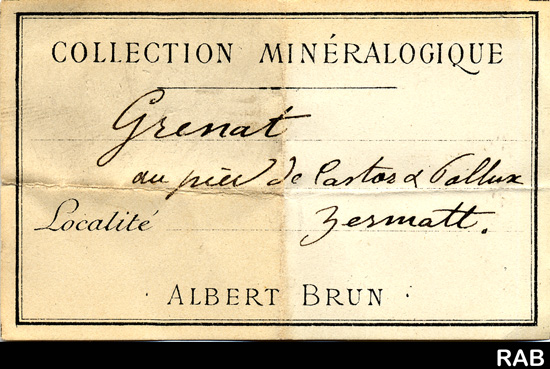 COLLECTION MINÉRALOGIQUE
Grenat
au pied de Castor & Pollux
Localité Zermatt.
ALBERT BRUN
RAB